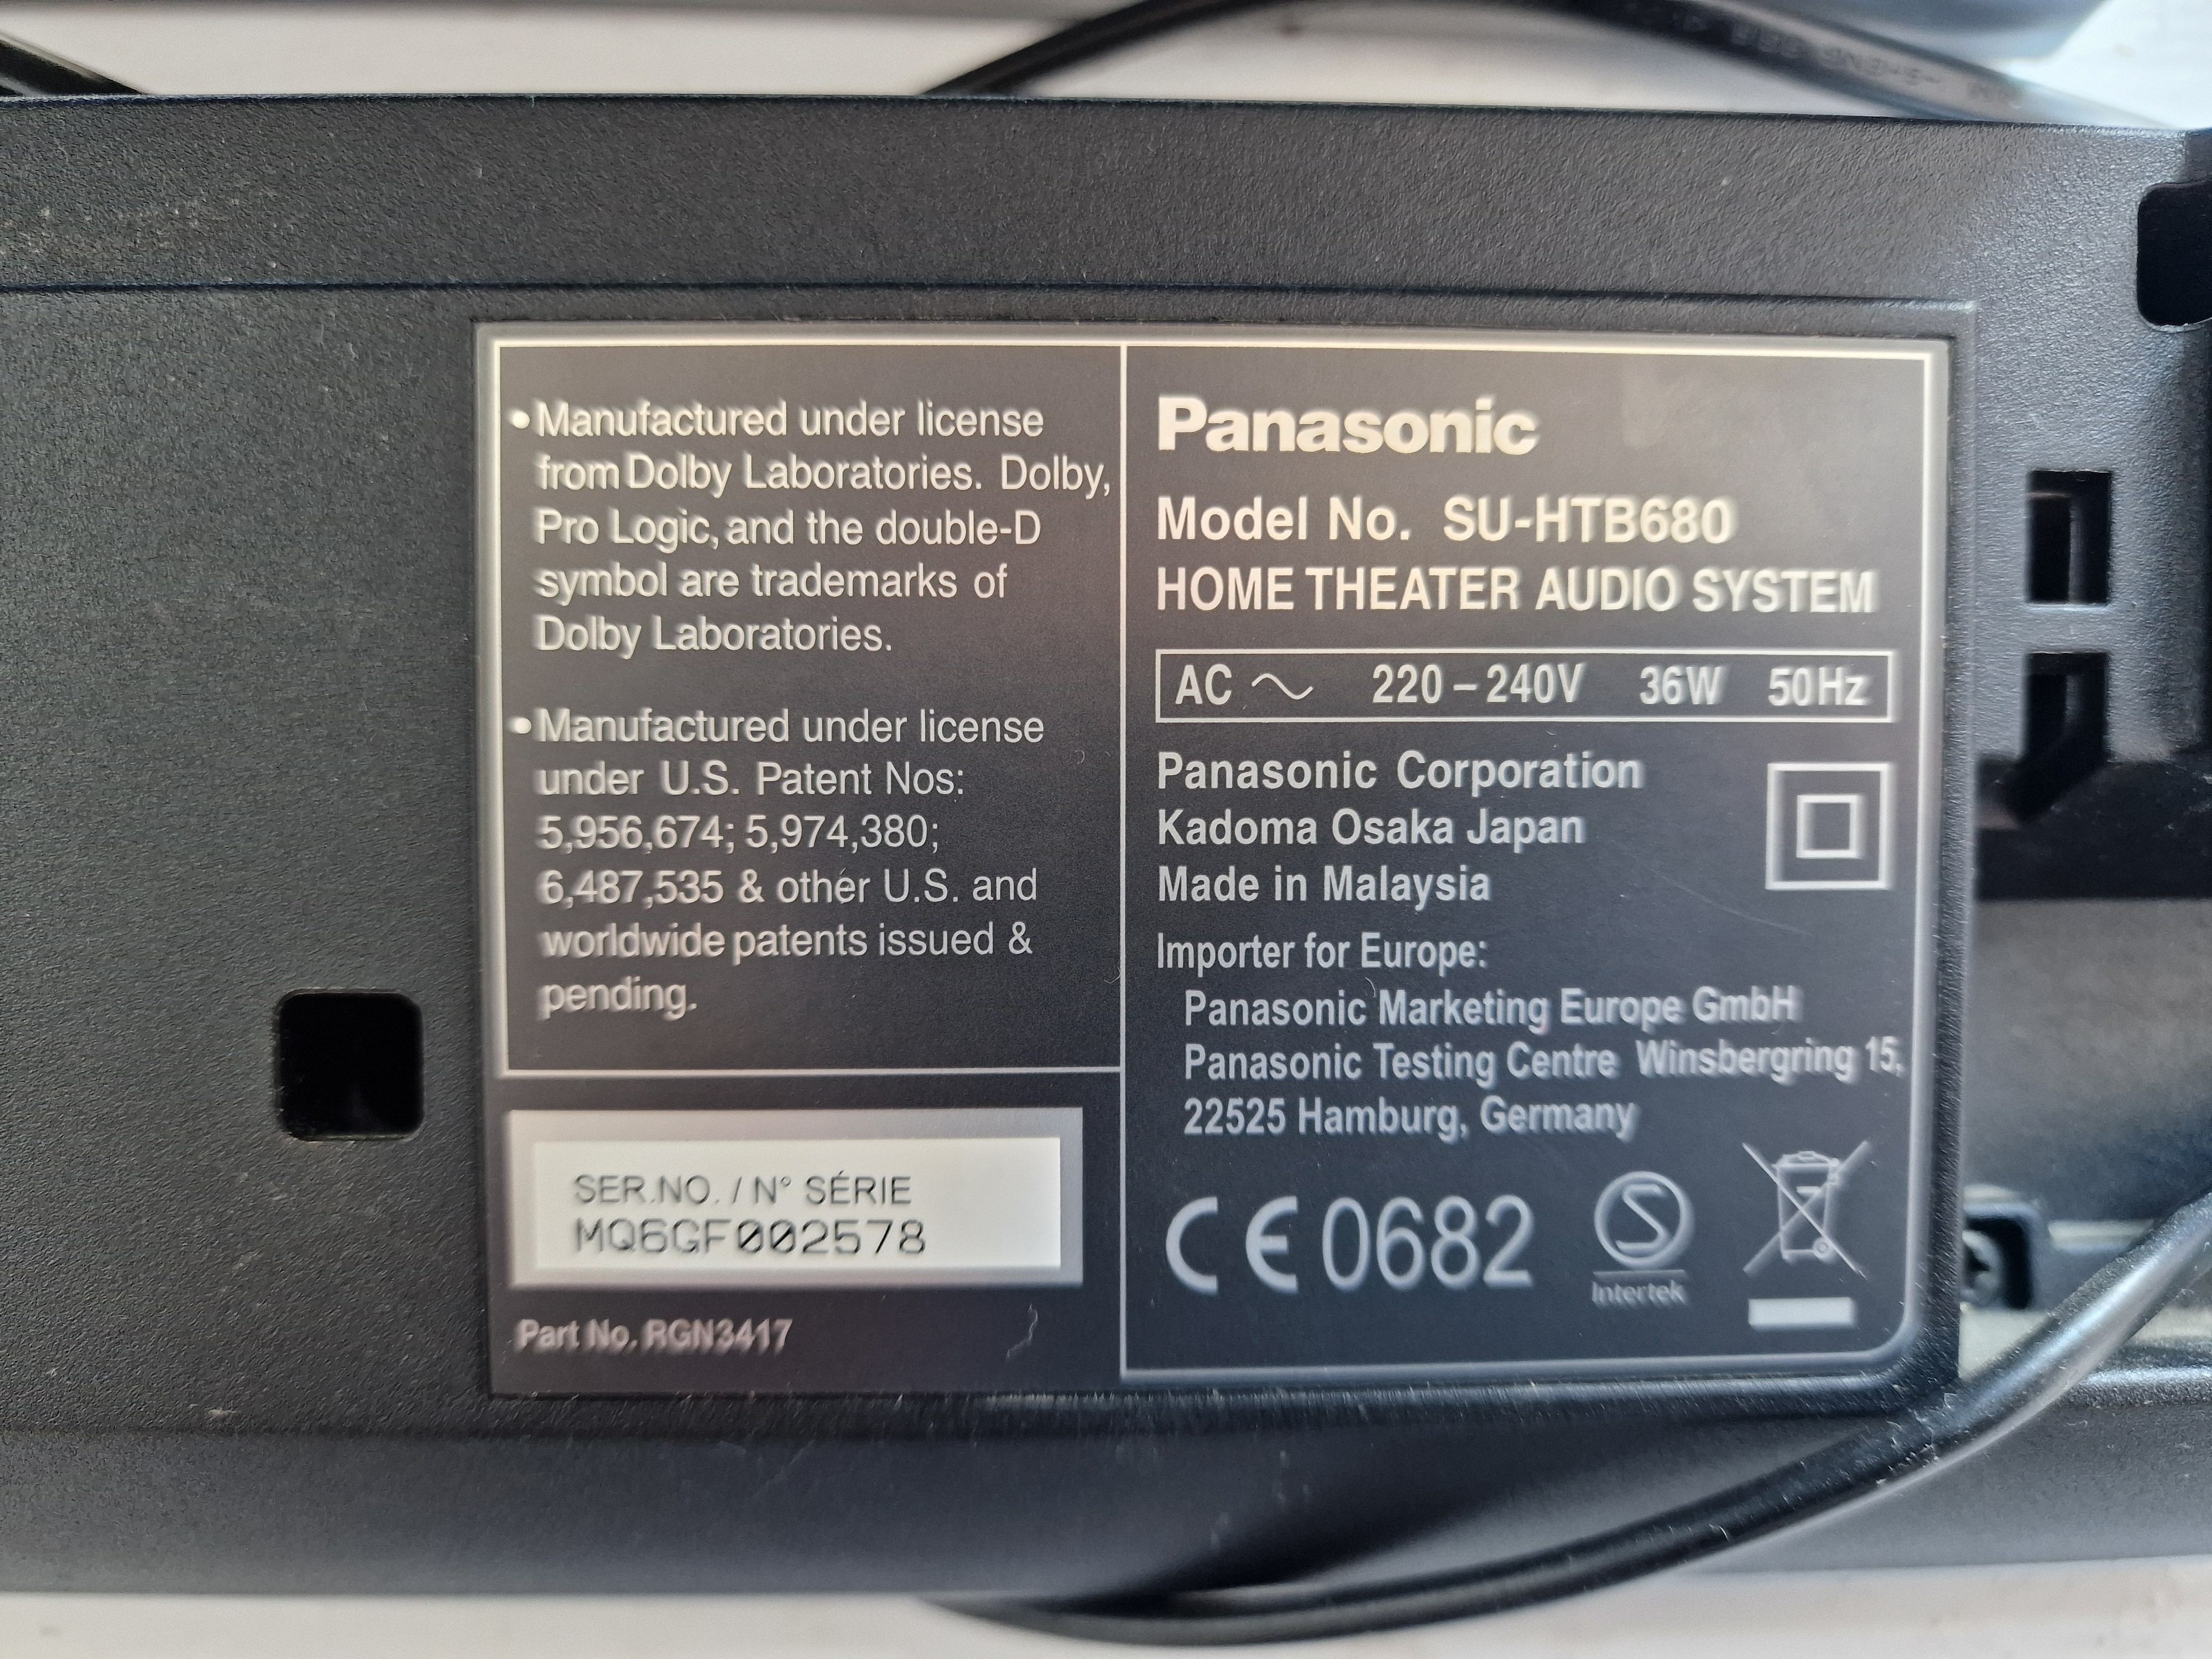 •Manufactured under license
from Dolby Laboratories. Dolby,
Pro Logic, and the double-D
symbol are trademarks of
Dolby Laboratories.
•Manufactured under license
under U.S. Patent Nos:
5,956,674; 5,974,380;
6,487,535 & other U.S. and
worldwide patents issued &
pending.
SER.NO. / N° SÉRIE
MQ6GF002578
Part No. RGN3417
Panasonic
Model No. SU-HTB680
HOME THEATER AUDIO SYSTEM
AC 220–240V 36W 50Hz
Panasonic Corporation
Kadoma Osaka Japan
Made in Malaysia
Importer for Europe:
Panasonic Marketing Europe GmbH
Panasonic Testing Centre Winsbergring 15,
22525 Hamburg, Germany
CE0682
S
Intertek